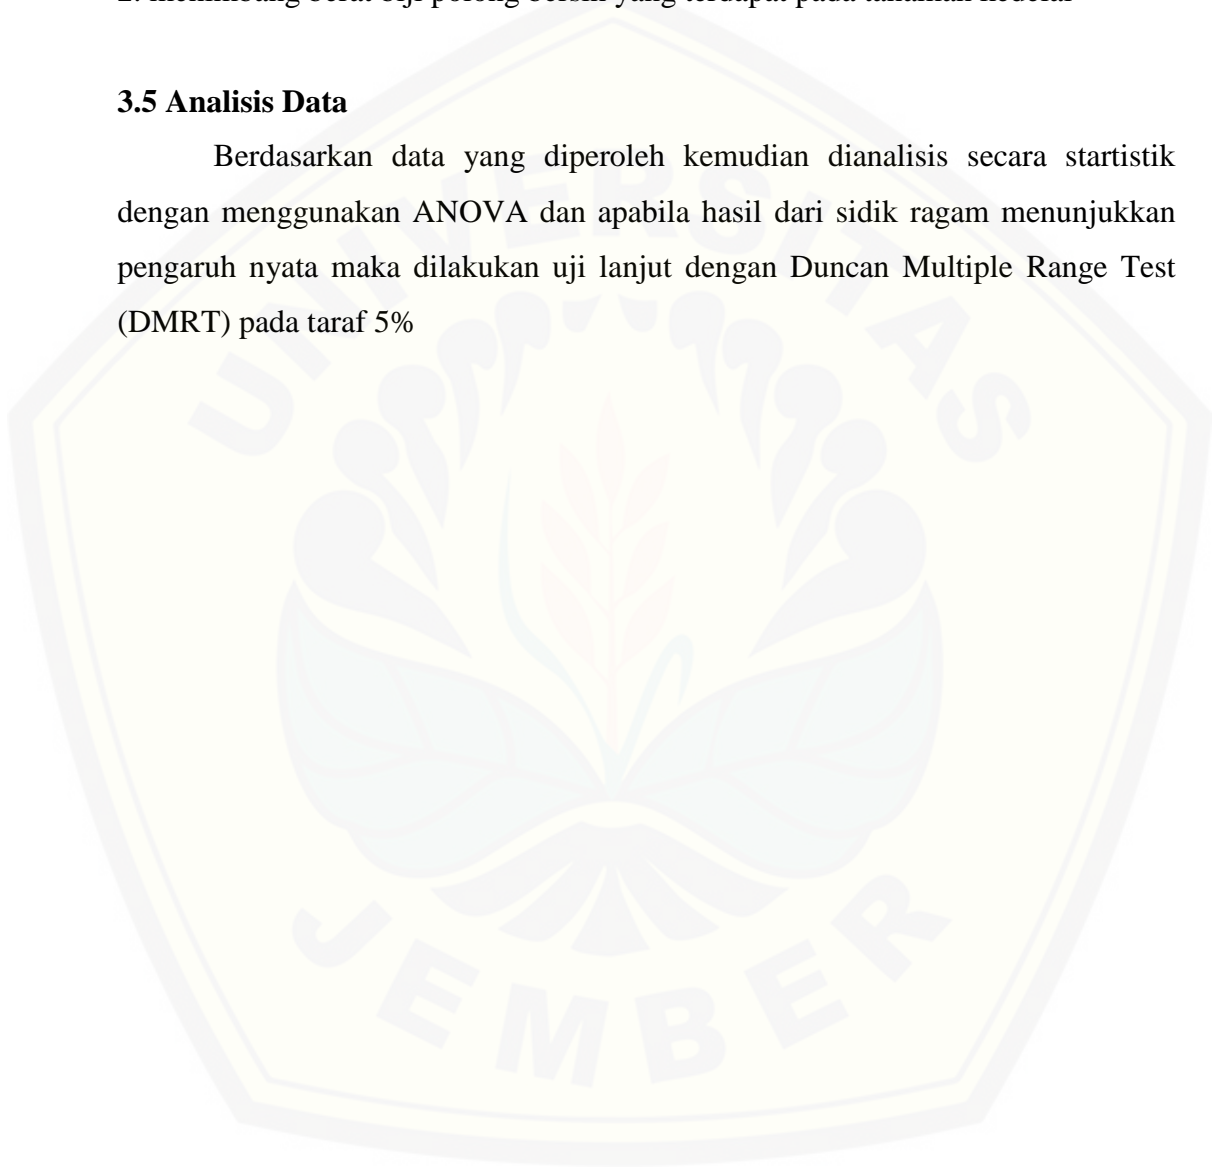 2. menimbang berat biji polong bersih yang terdapat pada tanaman kedelai
3.5 Analisis Data
Berdasarkan data yang diperoleh kemudian dianalisis secara startistik
dengan menggunakan ANOVA dan apabila hasil dari sidik ragam menunjukkan
pengaruh nyata maka dilakukan uji lanjut dengan Duncan Multiple Range Test
(DMRT) pada taraf 5%
UNIVERSITAS
JEMBER